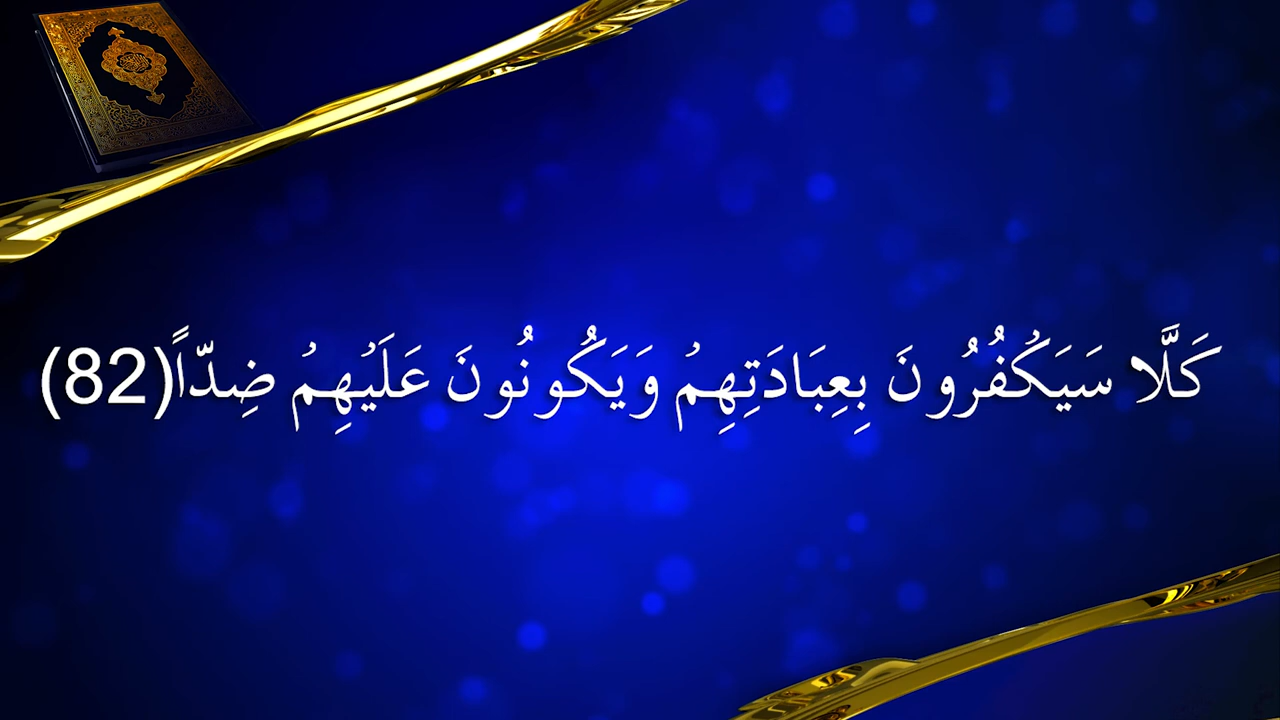 كَلَّا سَيَكْفُرُونَ بِعِبَادَتِهِمْ وَيَكُونُونَ عَلَيْهِمْ ضِدّاً(82)